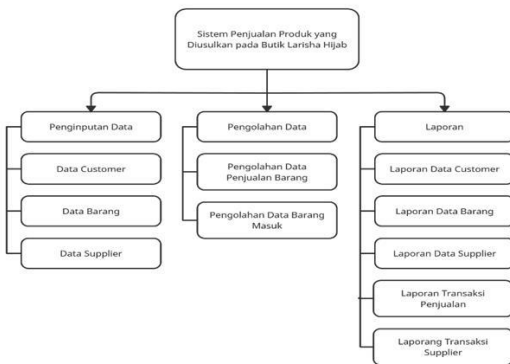 Sistem Penjualan Produk yang
Diusulkan pada Butik Larisha Hijab
Penginputan Data
Data Customer
Data Barang
Data Supplier
Pengolahan Data
Pengolahan Data
Penjualan Barang
Pengolahan Data Barang
Masuk
Laporan
Laporan Data Customer
Laporan Data Barang
Laporan Data Supplier
Laporan Transaksi
Penjualan
Laporang Transaksi
Supplier